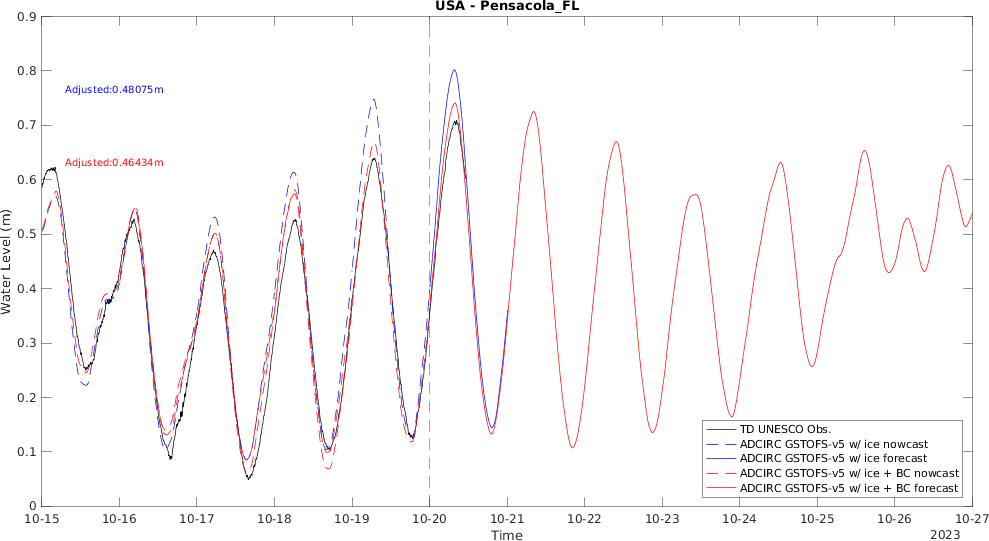 USA - Pensacola_FL
0.9
0.8
Adjusted:0.48075m
0.7
Adjusted:0.46434m
0.6
0.5
Water Level (m)
0.4
0.3
0.2
0.1
0
TD UNESCO Obs.
ADCIRC GSTOFS-v5 w/ ice nowcast
ADCIRC GSTOFS-v5 w/ ice forecast
ADCIRC GSTOFS-v5 w/ ice + BC nowcast
ADCIRC GSTOFS-v5 w/ ice + BC forecast
10-15 10-16 10-17 10-18 10-19 10-20 10-21 10-22 10-23 10-24 10-25 10-26 10-27
Time
2023